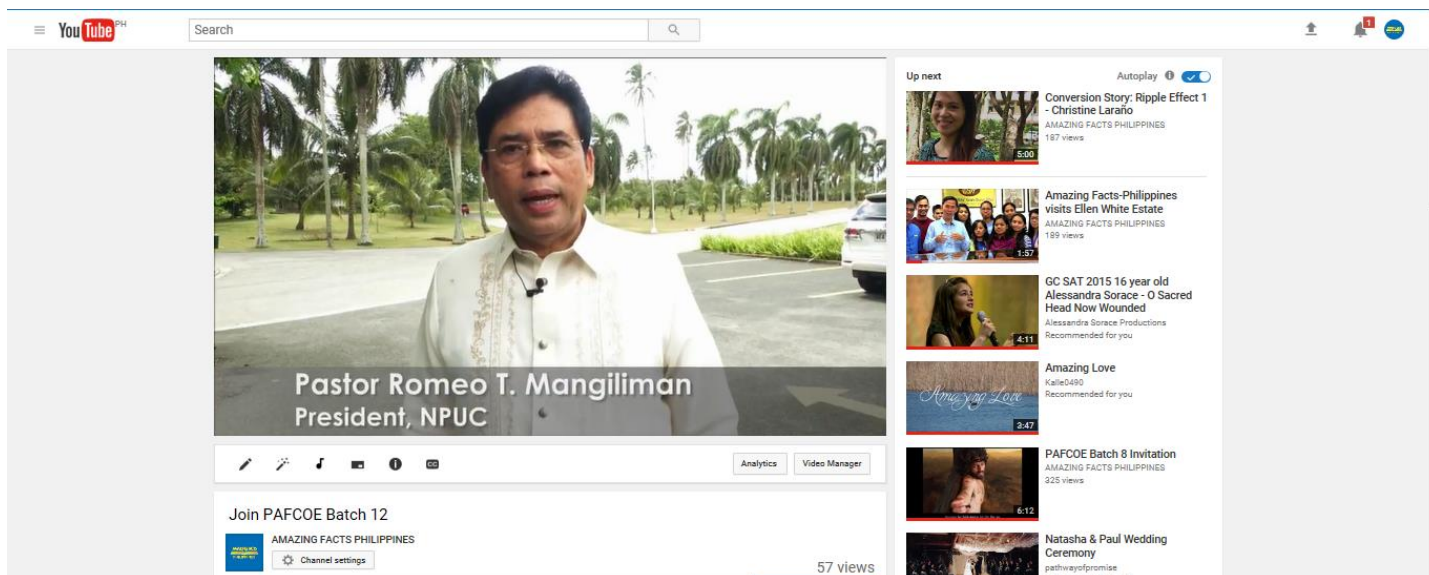 YouTube PH
Search
1
Pastor Romeo T. Mangiliman
President, NPUC
Analytics
Video Manager
Join PAFCOE Batch 12
AMAZING FACTS PHILIPPINES
Channel settings
57 views
Up next
Autoplay
Conversion Story: Ripple Effect 1
- Christine Laraño
AMAZING FACTS PHILIPPINES
187 views
5:00
Amazing Facts-Philippines
visits Ellen White Estate
AMAZING FACTS PHILIPPINES
189 views
1:57
GC SAT 2015 16 year old
Alessandra Sorace - O Sacred
Head Now Wounded
Alessandra Sorace Productions
Recommended for you
4:11
Amazing Love
Amazing Love
Kalle0490
Recommended for you
3:47
PAFCOE Batch 8 Invitation
AMAZING FACTS PHILIPPINES
325 views
6:12
Natasha & Paul Wedding
Ceremony
pathwayofpromise